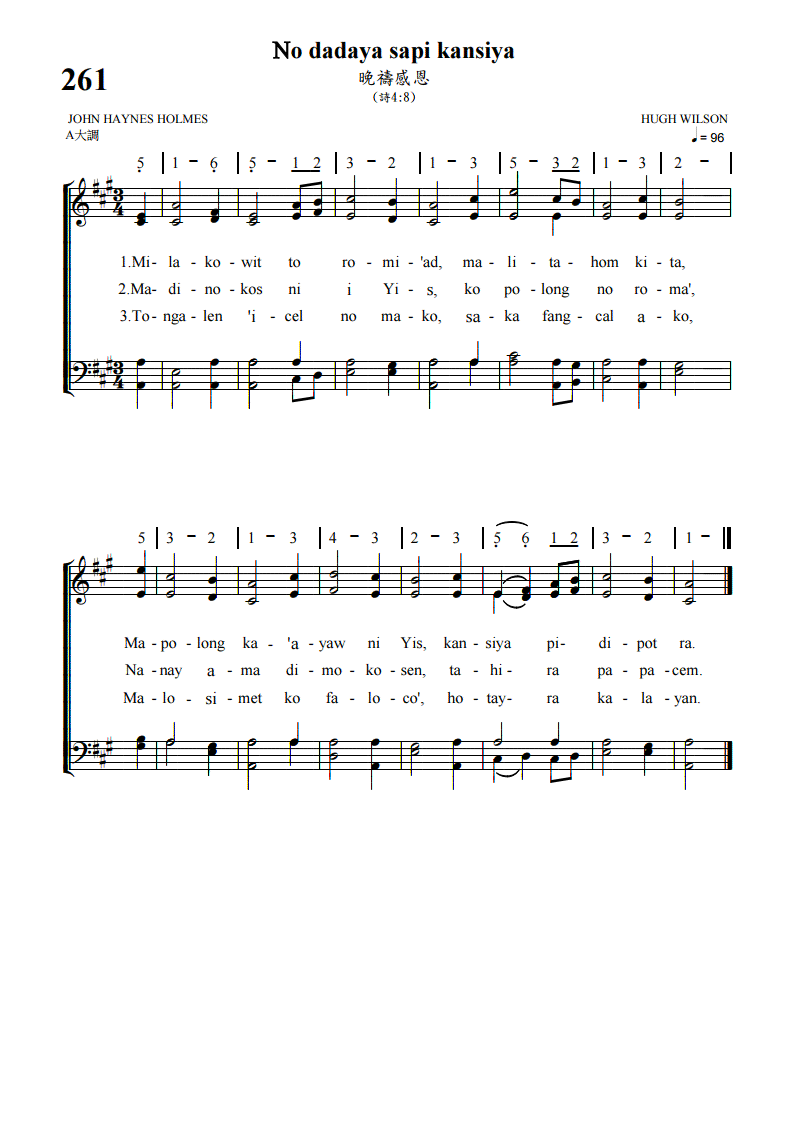 No dadaya sapi kansiya
261
晚禱感恩
(詩4:8)
JOHN HAYNES HOLMES
HUGH WILSON
A大調
♩ = 96
5 | 1 - 6 | 5 - 1 2 | 3 - 2 | 1 - 3 | 5 - 3 2 | 1 - 3 | 2 - |
3 4
1.Mi- la - ko - wit to ro - mi - 'ad, ma - li - ta - hom ki - ta,
2.Ma- di - no - kos ni i Yi - s, ko po - long no ro - ma',
3.To - nga - len 'i - cel no ma - ko, sa - ka fang - cal a - ko,
3 4
5 | 3 - 2 | 1 - 3 | 4 - 3 | 2 - 3 | 5 6 1 2 | 3 - 2 | 1 - ||
Ma - po - long ka - 'a - yaw ni Yis, kan - siya pi - di - pot ra.
Na - nay a - ma di - mo - ko - sen, ta - hi - ra pa - pa - cem.
Ma - lo - si - met ko fa - lo - co', ho - tay - ra ka - la - yan.